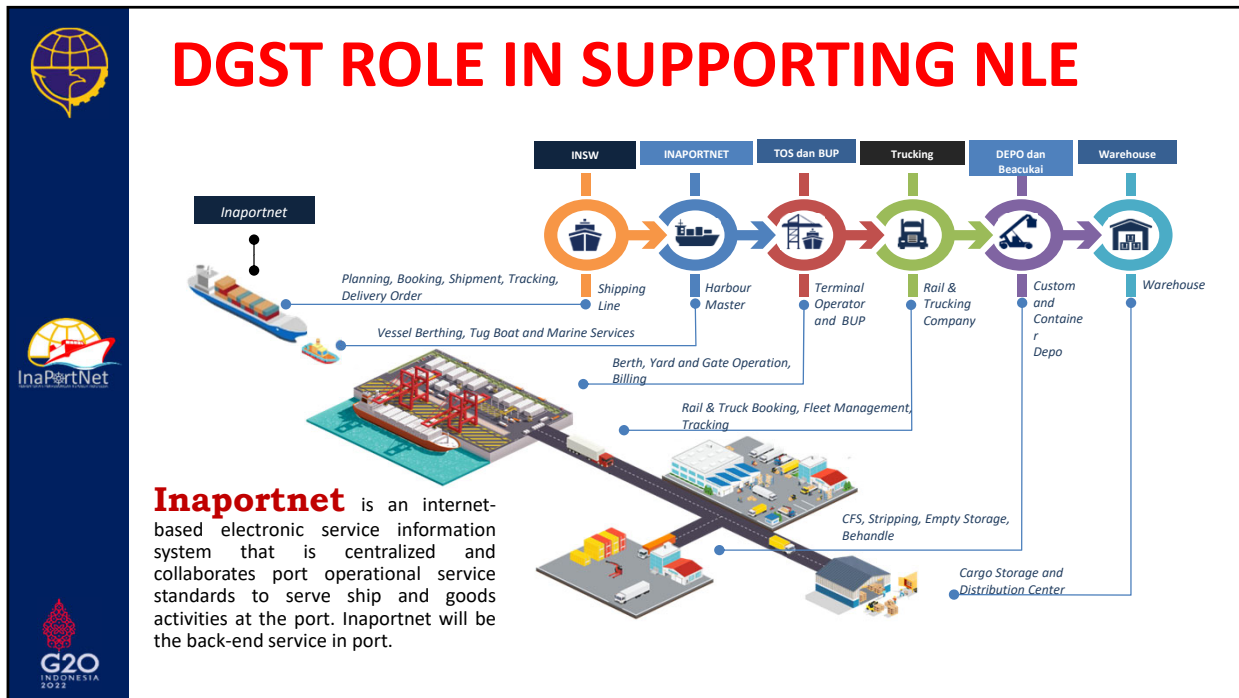 DGST ROLE IN SUPPORTING NLE
INSW
INAPORTNET
TOS dan BUP
Trucking
DEPO dan
Beacukai
Warehouse
Inaportnet
Planning, Booking, Shipment, Tracking,
Delivery Order
Shipping
Line
Harbour
Master
Terminal
Operator
and BUP
Rail &
Trucking
Company
Custom
and
Containe
r
Depo
Warehouse
Vessel Berthing, Tug Boat and Marine Services
Berth, Yard and Gate Operation,
Billing
Rail & Truck Booking, Fleet Management,
Tracking
CFS, Stripping, Empty Storage,
Behandle
Cargo Storage and
Distribution Center
Inaportnet is an internet-
based electronic service information
system that is centralized and
collaborates port operational service
standards to serve ship and goods
activities at the port. Inaportnet will be
the back-end service in port.
InaPortNet
G20
INDONESIA
2022